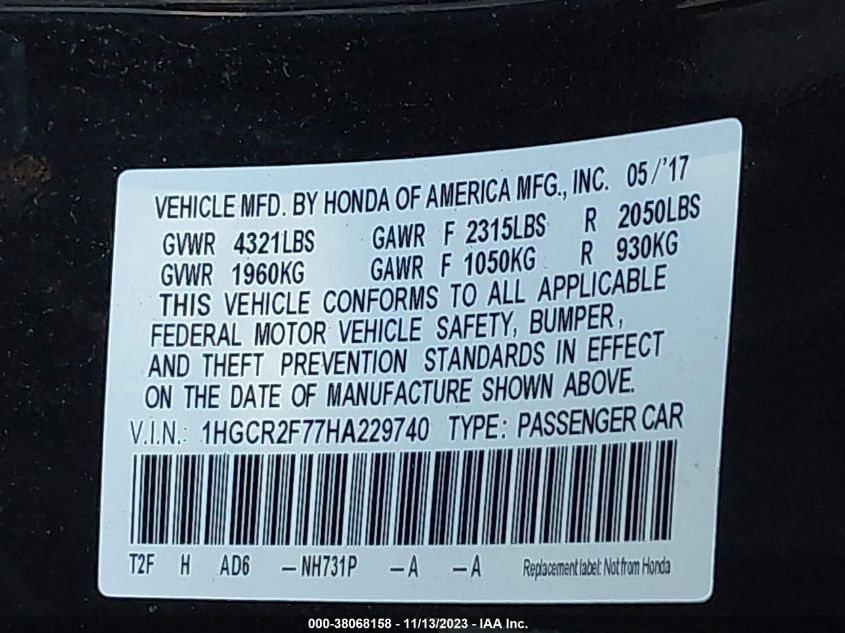 VEHICLE MFD. BY HONDA OF AMERICA MFG., INC. 05/'17
GVWR 4321LBS GAWR F 2315LBS R 2050LBS
GVWR 1960KG GAWR F 1050KG R 930KG
THIS VEHICLE CONFORMS TO ALL APPLICABLE
FEDERAL MOTOR VEHICLE SAFETY, BUMPER,
AND THEFT PREVENTION STANDARDS IN EFFECT
ON THE DATE OF MANUFACTURE SHOWN ABOVE.
V.I.N.: 1HGCR2F77HA229740 TYPE: PASSENGER CAR
T2F H AD6 –NH731P –A –A Replacement label: Not from Honda
000-38068158 - 11/13/2023 - IAA Inc.